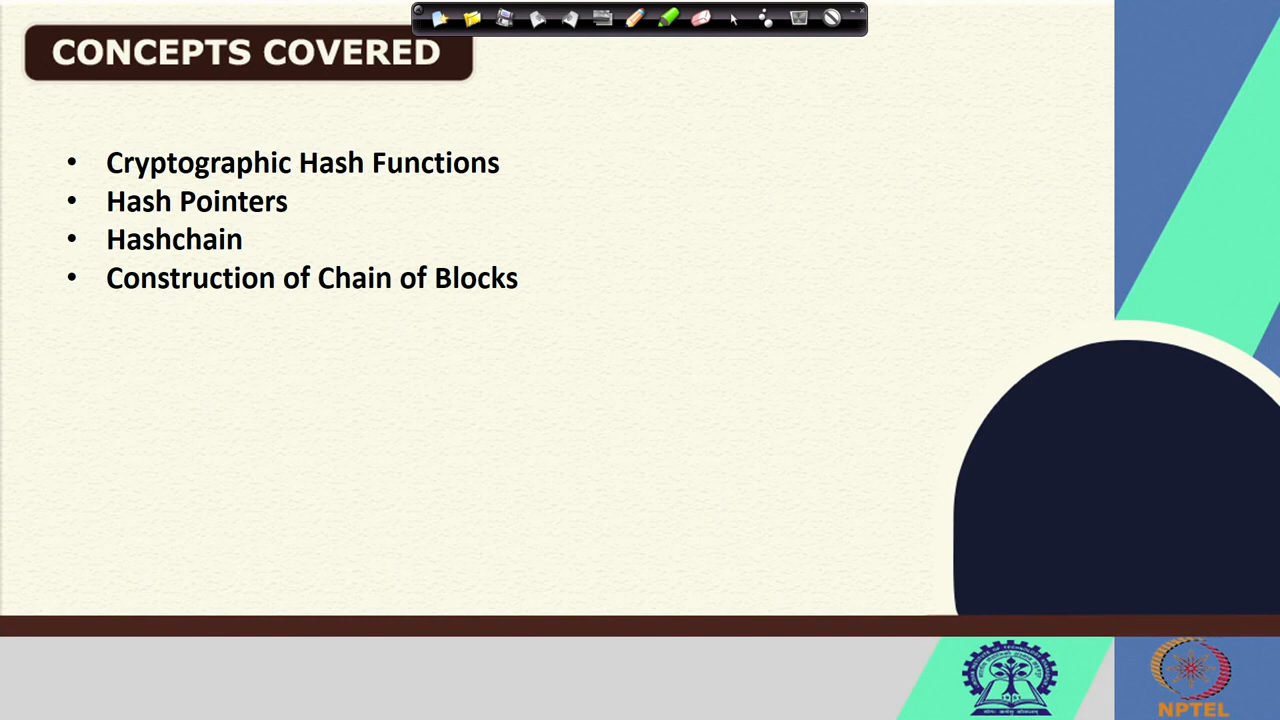 CONCEPTS COVERED
• Cryptographic Hash Functions
• Hash Pointers
• Hashchain
• Construction of Chain of Blocks
NPTEL